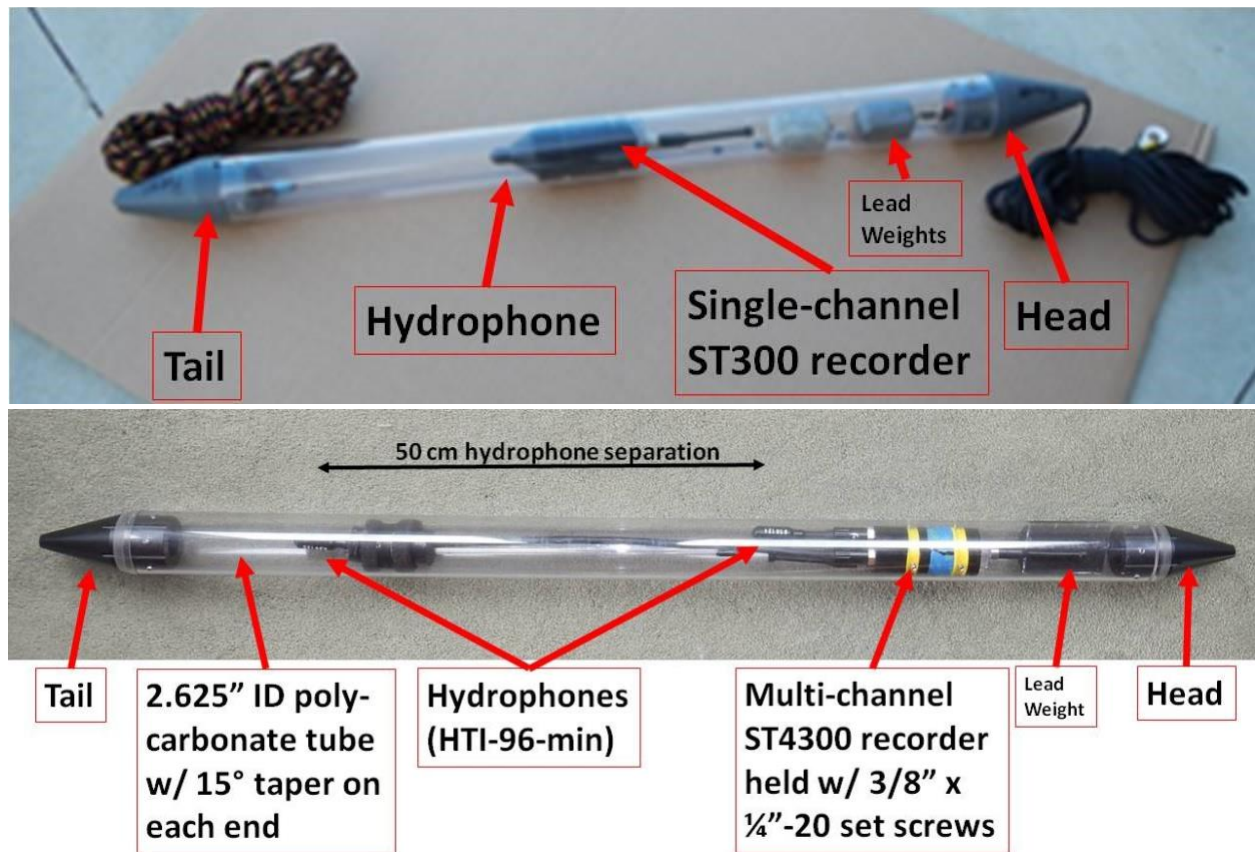 Tail
Hydrophone
Single-channel
ST300 recorder
Lead
Weights
Head
50 cm hydrophone separation
Tail
2.625” ID poly-
carbonate tube
w/ 15° taper on
each end
Hydrophones
(HTI-96-min)
Multi-channel
ST4300 recorder
held w/ 3/8” x
¼”-20 set screws
Lead
Weight
Head